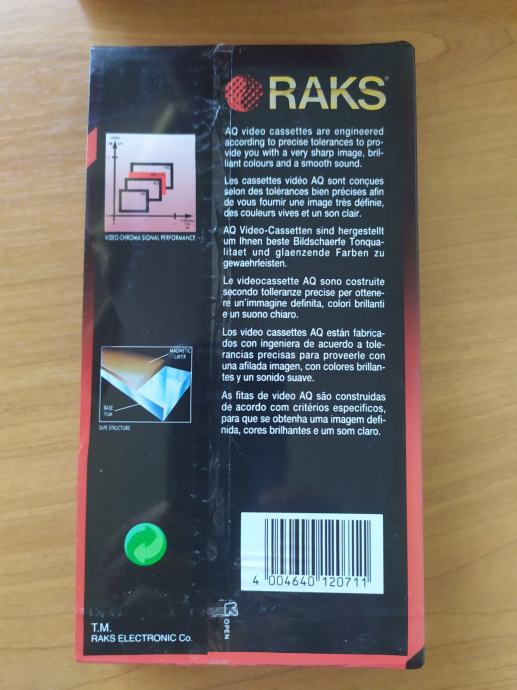 RAKS®
AQ video cassettes are engineered
according to precise tolerances to pro-
vide you with a very sharp image, bril-
liant colours and a smooth sound.
Les cassettes vidéo AQ sont conçues
selon des tolérances bien précises afin
de vous fournir une image très définie,
des couleurs vives et un son clair.
AQ Video-Cassetten sind hergestellt
um Ihnen beste Bildschaerfe Tonqua-
litaet und glaenzende Farben zu
gewaehrleisten.
Le videocassette AQ sono costruite
secondo tolleranze precise per ottene-
re un'immagine definita, colori brillanti
e un suono chiaro.
Los video cassettes AQ están fabrica-
dos con ingeniera de acuerdo a tole-
rancias precisas para proveerle con
una afilada imagen, con colores brillan-
tes y un sonido suave.
As fitas de video AQ são construidas
de acordo com critérios especificos,
para que se obtenha uma imagem defi-
nida, cores brilhantes e um som claro.
VIDEO-CHROMA SIGNAL PERFORMANCE
MAGNETIC
LAYER
BASE
FILM
TAPE STRUCTURE
4 004640 120711
OPEN
T.M.
RAKS ELECTRONIC Co.